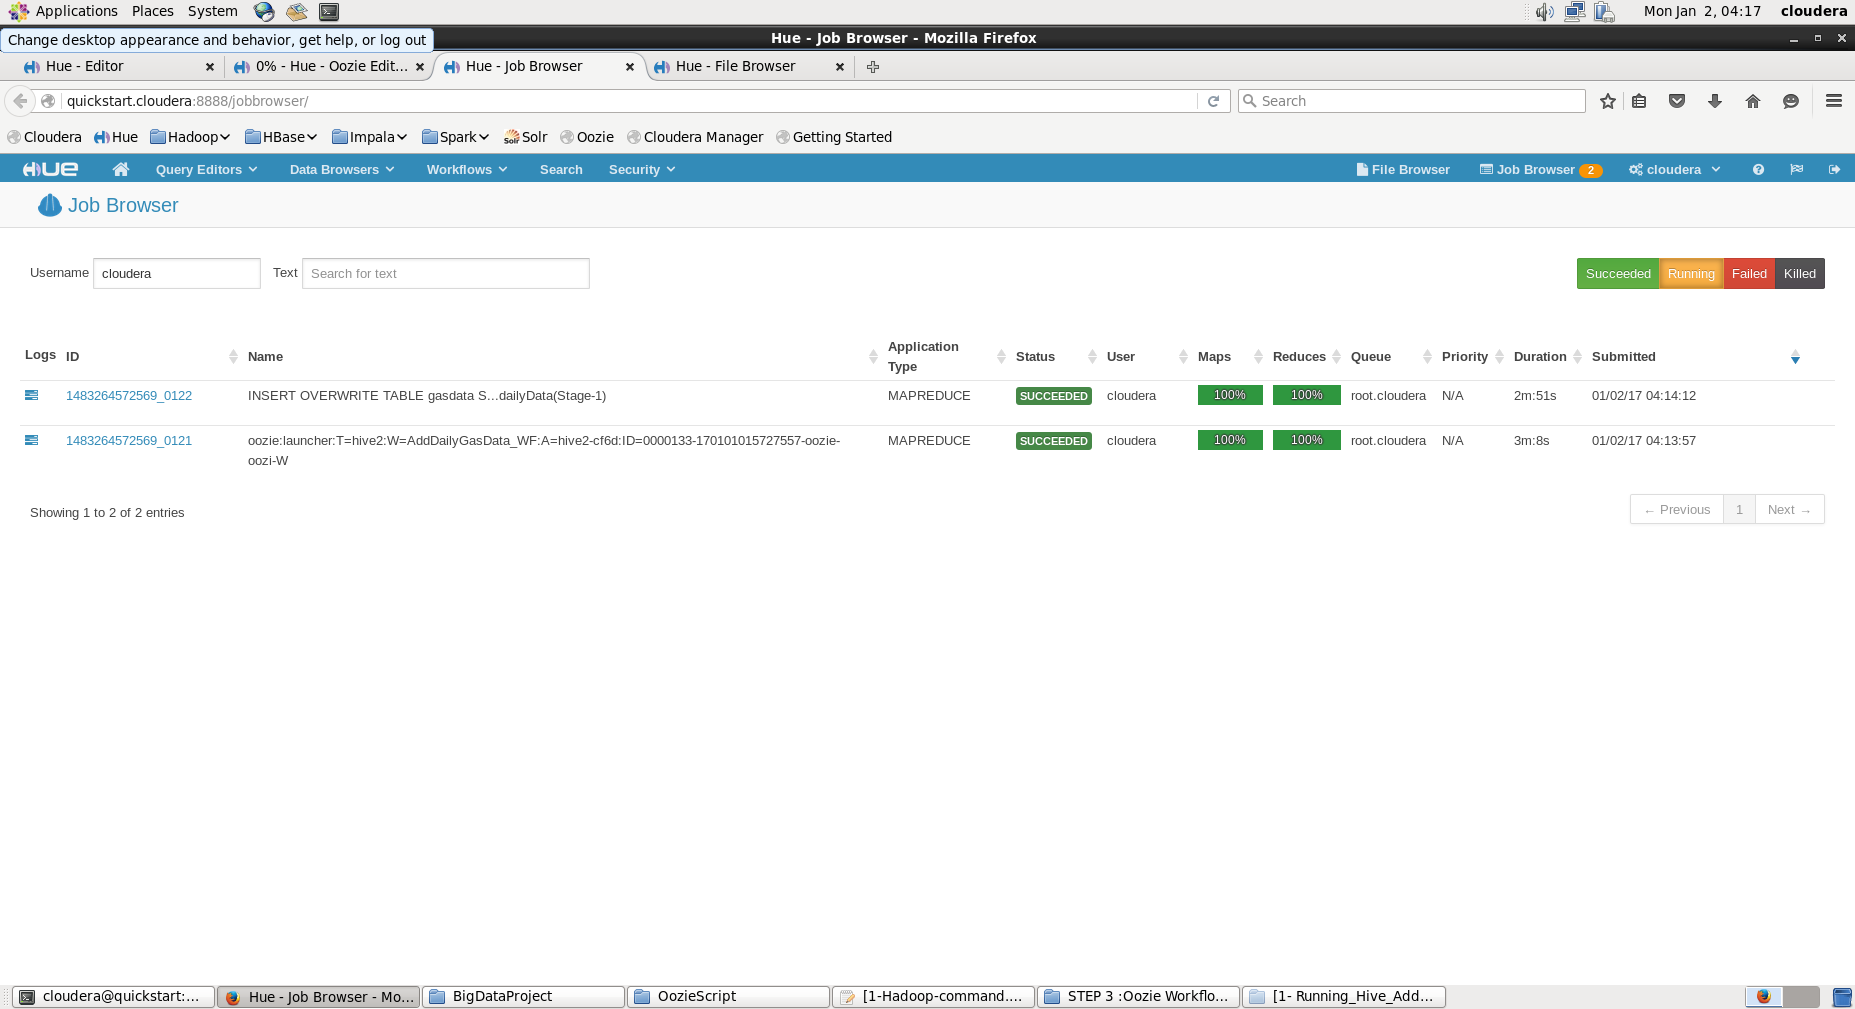 Applications Places System Mon Jan 2, 04:17 cloudera
Change desktop appearance and behavior, get help, or log out
Hue - Job Browser - Mozilla Firefox
Hue - Editor 0% - Hue - Oozie Edit... Hue - Job Browser Hue - File Browser
quickstart.cloudera:8888/jobbrowser/ Search
Cloudera Hue Hadoop HBase Impala Spark Solr Oozie Cloudera Manager Getting Started
HUE Query Editors Data Browsers Workflows Search Security File Browser Job Browser 2 cloudera
Job Browser
Username cloudera Text Search for text Succeeded Running Failed Killed
Logs ID Name Application Type Status User Maps Reduces Queue Priority Duration Submitted
1483264572569_0122 INSERT OVERWRITE TABLE gasdata S...dailyData(Stage-1) MAPREDUCE SUCCEEDED cloudera 100% 100% root.cloudera N/A 2m:51s 01/02/17 04:14:12
1483264572569_0121 oozie:launcher:T=hive2:W=AddDailyGasData_WF:A=hive2-cf6d:ID=0000133-170101015727557-oozie- MAPREDUCE SUCCEEDED cloudera 100% 100% root.cloudera N/A 3m:8s 01/02/17 04:13:57
oozi-W
Showing 1 to 2 of 2 entries ← Previous 1 Next →
cloudera@quickstart:... Hue - Job Browser - Mo... BigDataProject OozieScript [1-Hadoop-command.... STEP 3 :Oozie Workflo... [1- Running_Hive_Add...